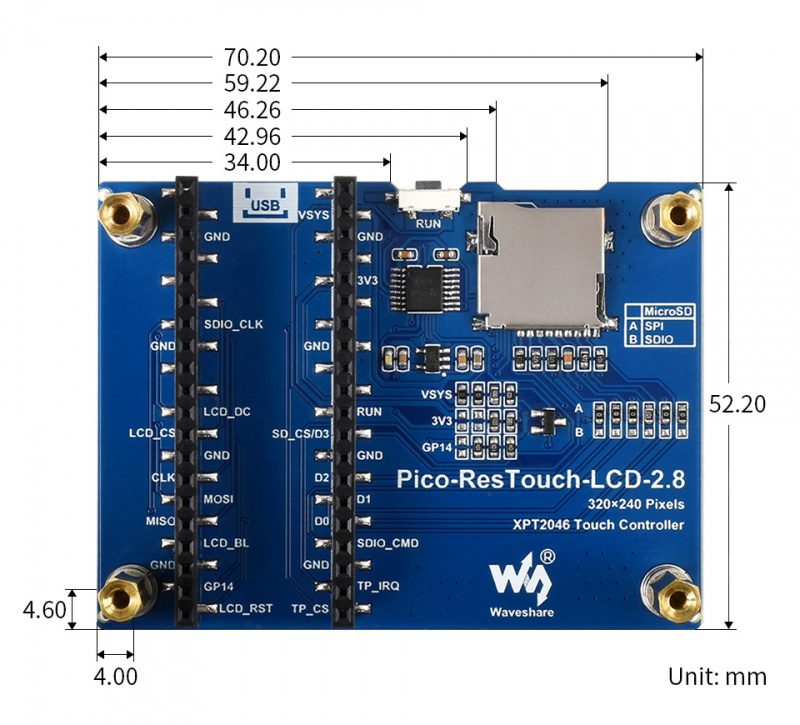 70.20
59.22
46.26
42.96
34.00
USB
VSYS
GND
RUN
GND
3V3
SDIO_CLK
GND
GND
MicroSD
A SPI
B SDIO
VSYS
LCD_DC
RUN
3V3
A
B
LCD_CS
SD_CS/D3
GP14
GND
GND
CLK
D2
Pico-ResTouch-LCD-2.8
MOSI
D1
320×240 Pixels
MISO
D0
XPT2046 Touch Controller
LCD_BL
SDIO_CMD
GND
GND
GP14
TP_IRQ
LCD_RST
TP_CS
®
Waveshare
52.20
4.60
4.00
Unit: mm